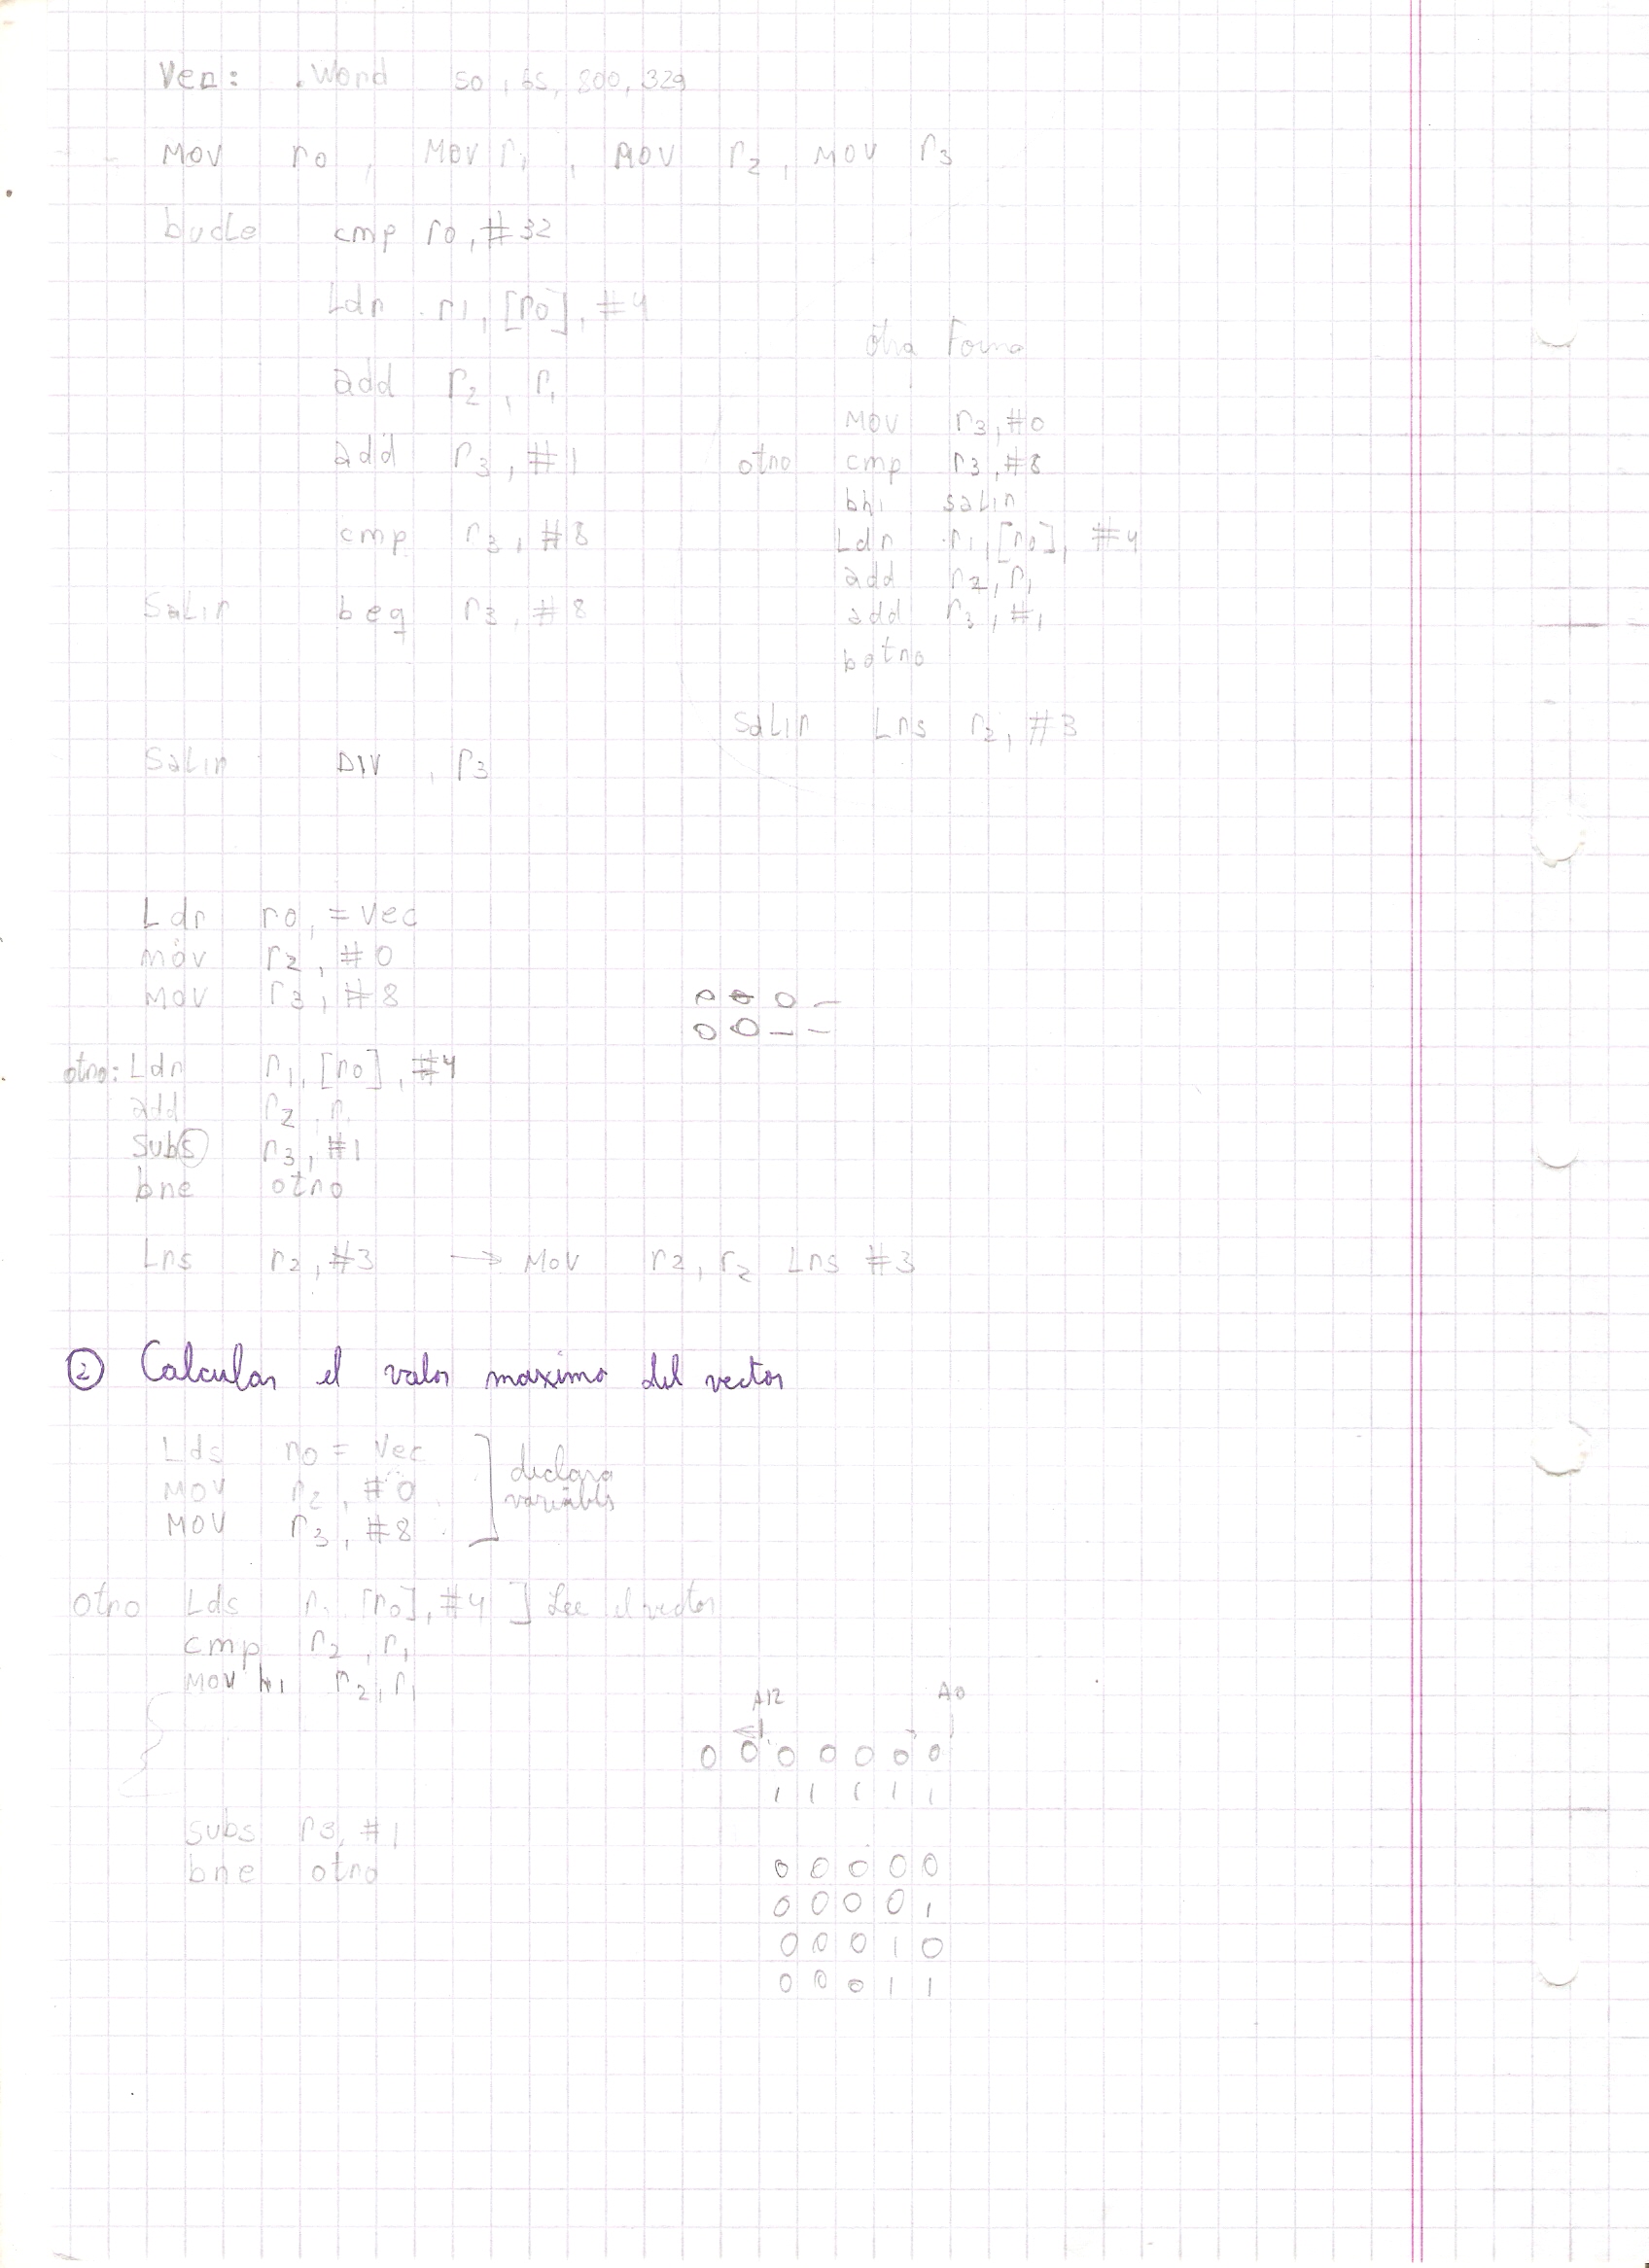 Vec: .Word 50, 65, 800, 329
MOV r0, MOV r1, MOV r2, MOV r3
bucle cmp r0, #32
Ldr r1, [r0], #4
add r2, r1
add r3, #1
cmp r3, #8
Salir beq r3, #8
Salir DIV , r3
otra Forma
MOV r3, #0
otro cmp r3, #8
bhi salir
Ldr r1, [r0], #4
add r2, r1
add r3, #1
b otro
Salir Lrs r2, #3
Ldr r0, = Vec
mov r2, #0
MOV r3, #8
0 0 0 –
0 0 – –
otro: Ldr r1, [r0], #4
add r2, r1
Subs r3, #1
bne otro
Lrs r2, #3 → MOV r2, r2 Lrs #3
② Calcular el valor maximo del vector
Lds r0 = Vec
MOV r2, #0
MOV r3, #8
declara
variables
otro Lds r1 [r0], #4 ] Lee el vector
cmp r2, r1
MOV hi r2, r1
subs r3, #1
bne otro
A12 A0
0 0 0 0 0 0 0
1 1 1 1 1
0 0 0 0 0
0 0 0 0 1
0 0 0 1 0
0 0 0 1 1